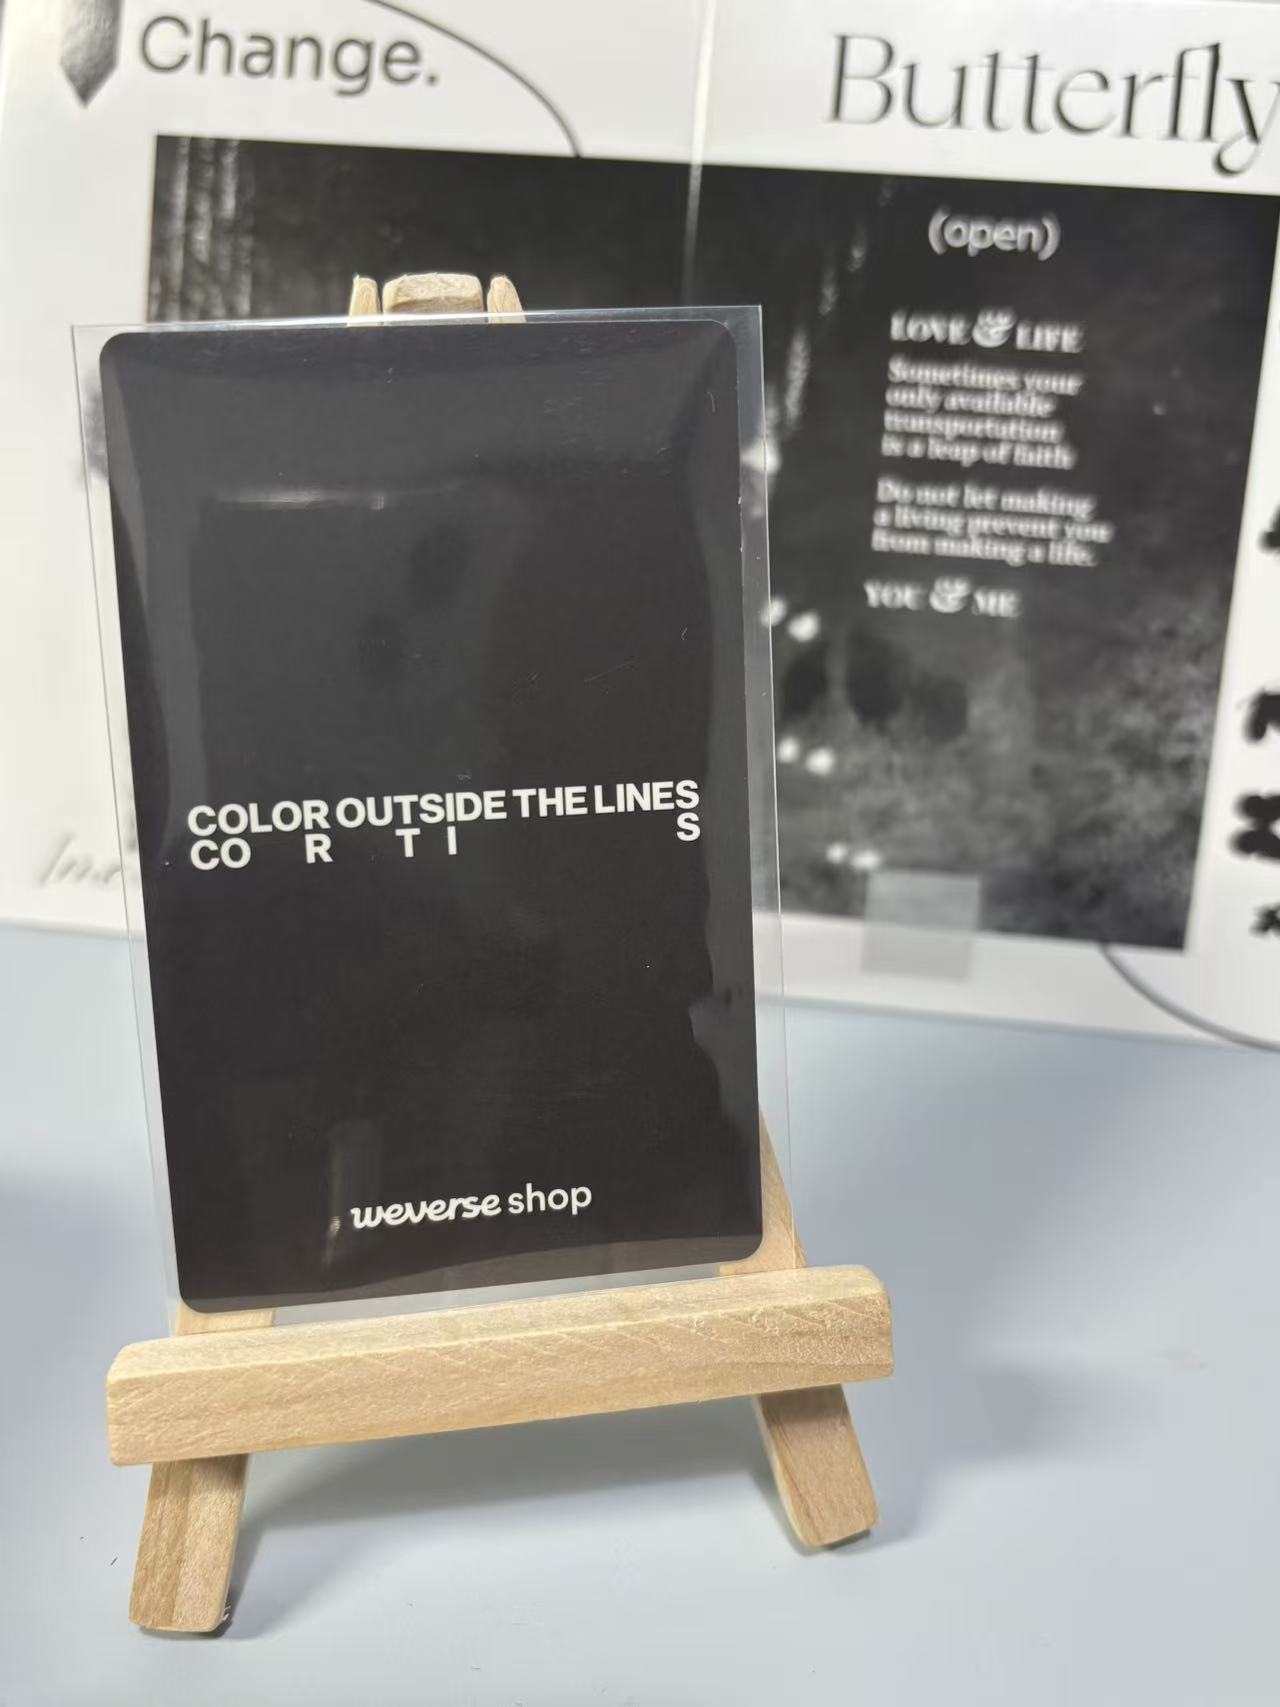 Change.
Butterfly
(open)
LOVE & LIFE
Sometimes your
only available
transportation
is a leap of faith
Do not let making
a living prevent you
from making a life.
YOU & ME
COLOR OUTSIDE THE LINES
CO R T I S
weverse shop